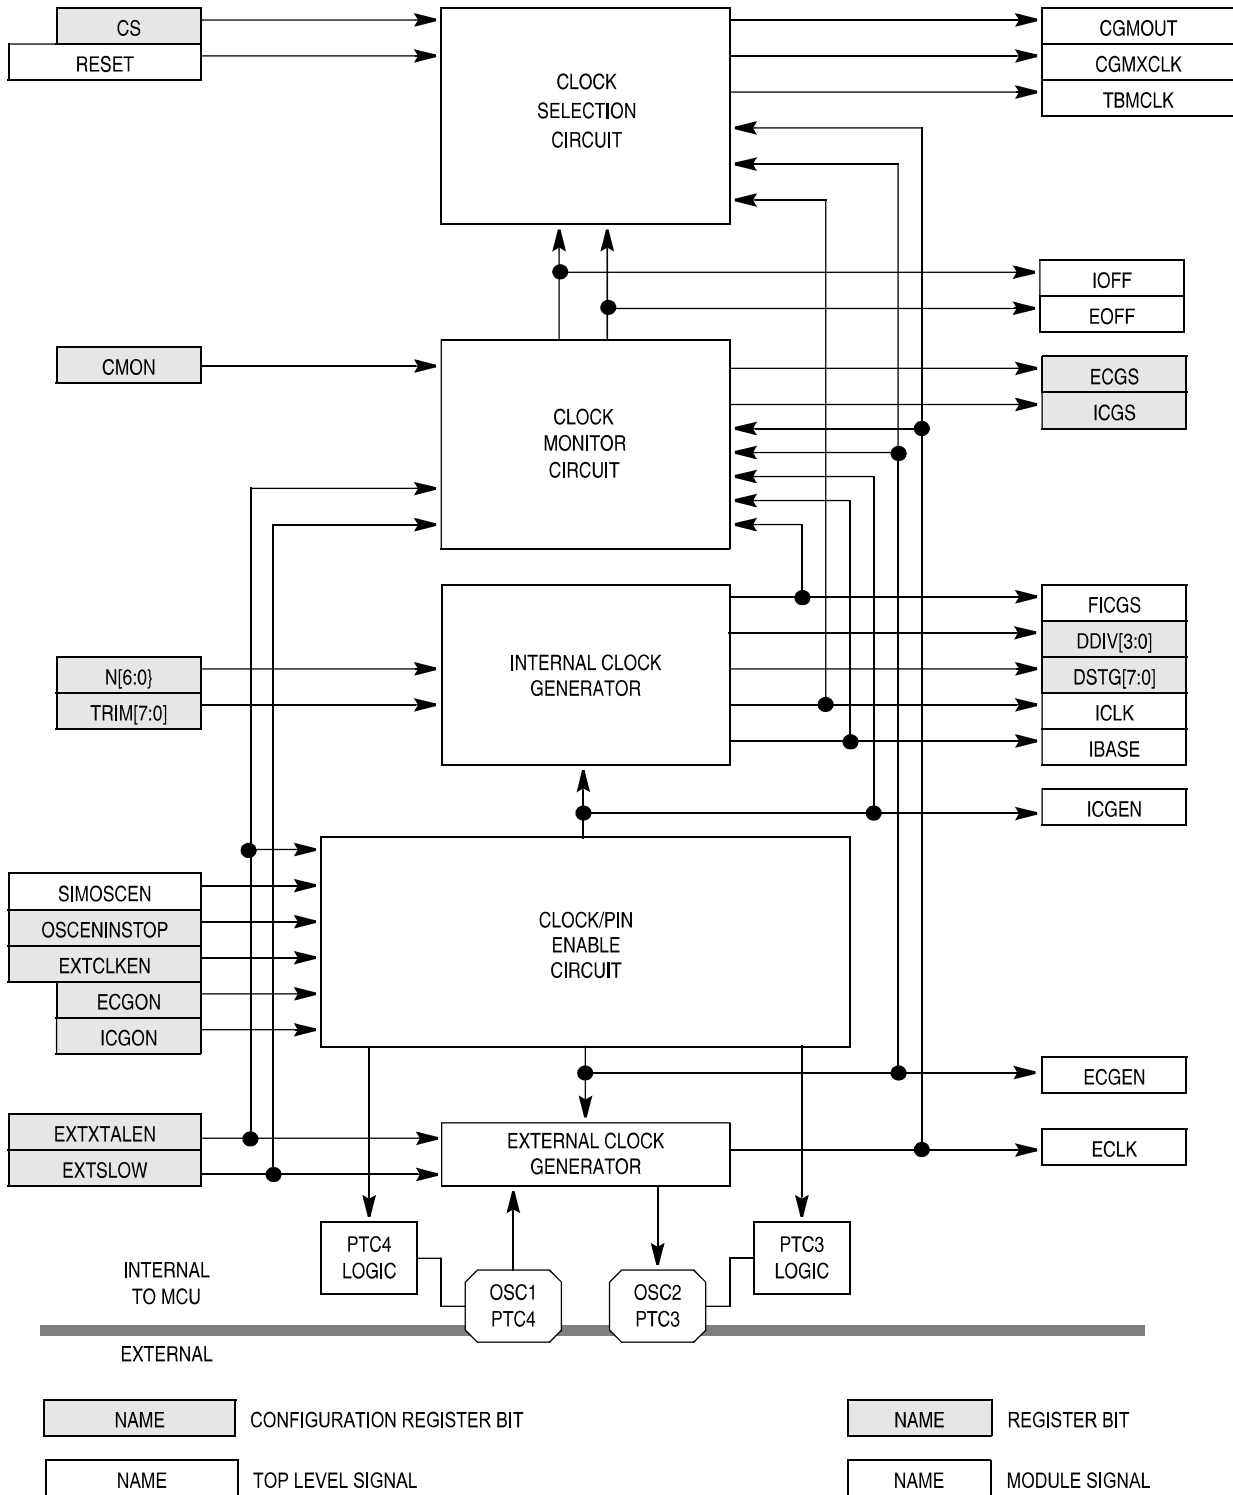 CS
RESET
CLOCK
SELECTION
CIRCUIT
CGMOUT
CGMXCLK
TBMCLK
IOFF
EOFF
CMON
CLOCK
MONITOR
CIRCUIT
ECGS
ICGS
N[6:0}
TRIM[7:0]
INTERNAL CLOCK
GENERATOR
FICGS
DDIV[3:0]
DSTG[7:0]
ICLK
IBASE
ICGEN
SIMOSCEN
OSCENINSTOP
EXTCLKEN
ECGON
ICGON
CLOCK/PIN
ENABLE
CIRCUIT
ECGEN
EXTXTALEN
EXTSLOW
EXTERNAL CLOCK
GENERATOR
ECLK
PTC4
LOGIC
PTC3
LOGIC
OSC1
PTC4
OSC2
PTC3
INTERNAL
TO MCU
EXTERNAL
NAME CONFIGURATION REGISTER BIT
NAME REGISTER BIT
NAME TOP LEVEL SIGNAL
NAME MODULE SIGNAL